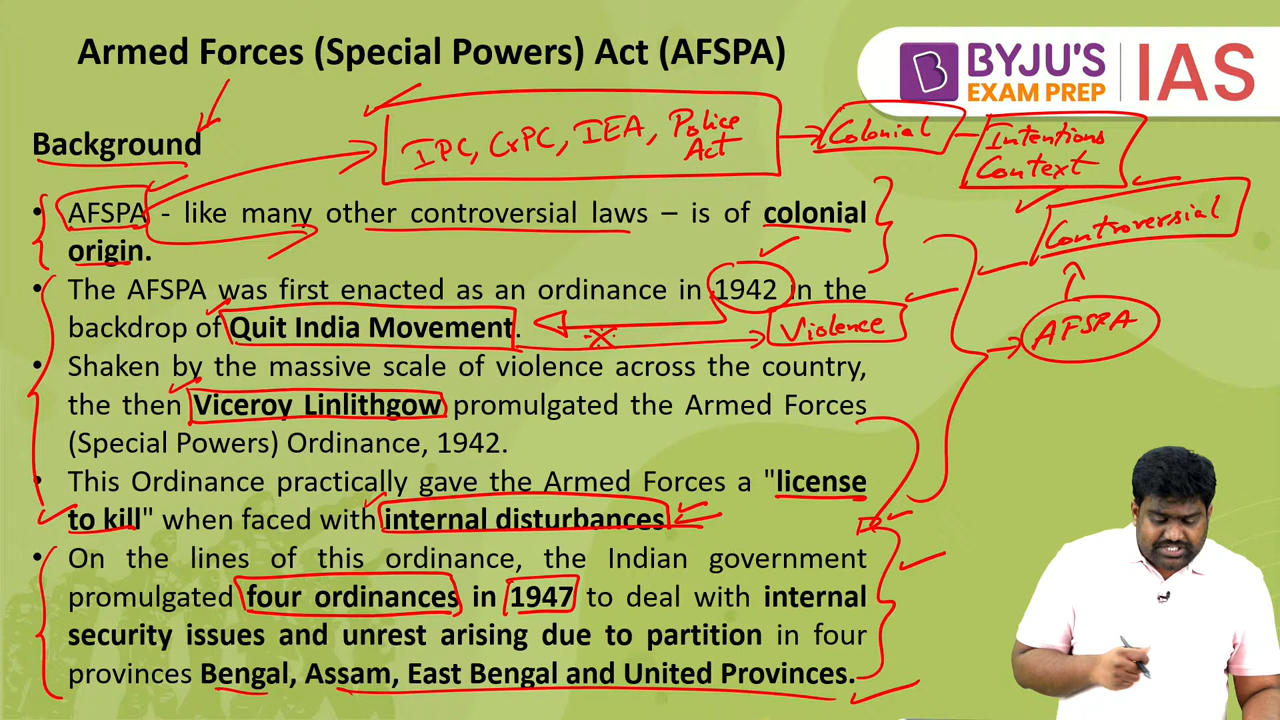 Armed Forces (Special Powers) Act (AFSPA)
BYJU'S
EXAM PREP
IAS
Background
IPC, CrPC, IEA, Police
Act
Colonial
Intentions
Context
• AFSPA - like many other controversial laws – is of colonial
origin.
Controversial
• The AFSPA was first enacted as an ordinance in 1942 in the
backdrop of Quit India Movement.
Violence
AFSPA
• Shaken by the massive scale of violence across the country,
the then Viceroy Linlithgow promulgated the Armed Forces
(Special Powers) Ordinance, 1942.
• This Ordinance practically gave the Armed Forces a "license
to kill" when faced with internal disturbances
• On the lines of this ordinance, the Indian government
promulgated four ordinances in 1947 to deal with internal
security issues and unrest arising due to partition in four
provinces Bengal, Assam, East Bengal and United Provinces.